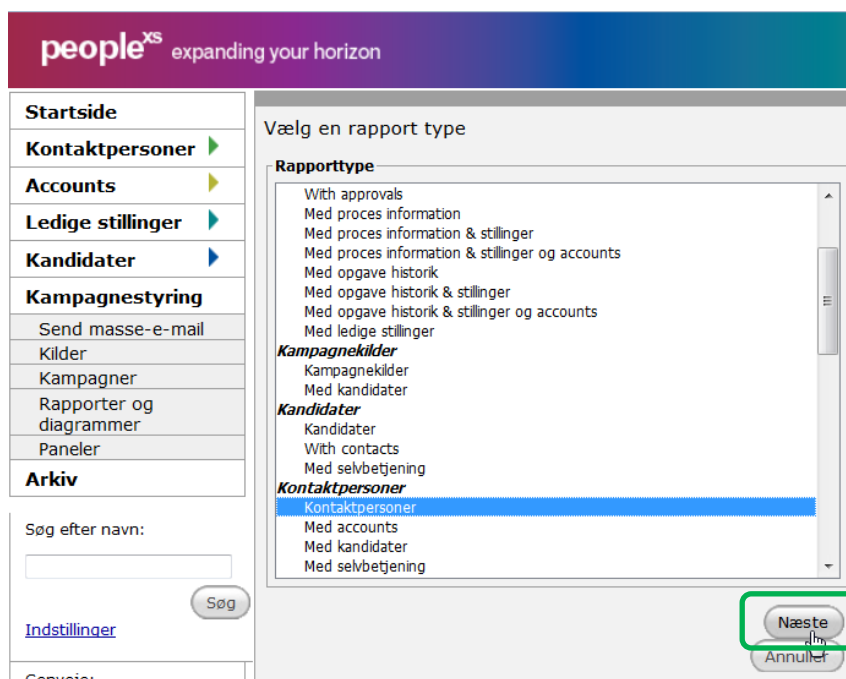 peoplexs expanding your horizon
Startside
Kontaktpersoner
Accounts
Ledige stillinger
Kandidater
Kampagnestyring
Send masse-e-mail
Kilder
Kampagner
Rapporter og
diagrammer
Paneler
Arkiv
Søg efter navn:
Søg
Indstillinger
Genveje:
Vælg en rapport type
Rapporttype
With approvals
Med proces information
Med proces information & stillinger
Med proces information & stillinger og accounts
Med opgave historik
Med opgave historik & stillinger
Med opgave historik & stillinger og accounts
Med ledige stillinger
Kampagnekilder
Kampagnekilder
Med kandidater
Kandidater
Kandidater
With contacts
Med selvbetjening
Kontaktpersoner
Kontaktpersoner
Med accounts
Med kandidater
Med selvbetjening
Næste
Annuller